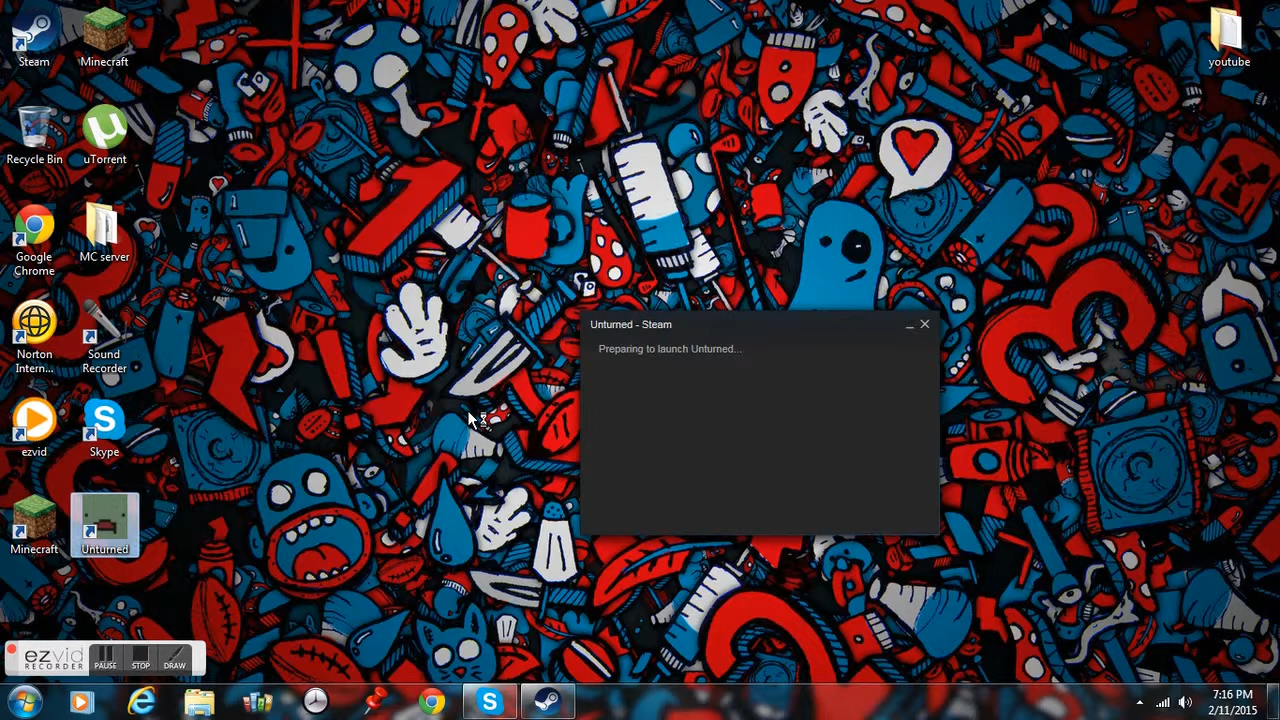 Steam
Minecraft
youtube
Recycle Bin
uTorrent
Google
Chrome
MC server
Norton
Intern...
Sound
Recorder
ezvid
Skype
Minecraft
Unturned
Unturned - Steam
Preparing to launch Unturned...
ezvid
RECORDER
PAUSE
STOP
DRAW
7:16 PM
2/11/2015